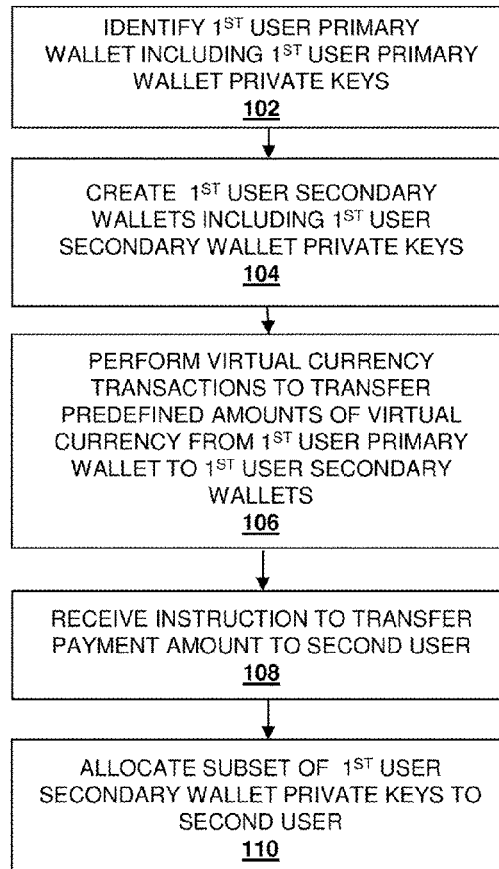 IDENTIFY 1ST USER PRIMARY
WALLET INCLUDING 1ST USER PRIMARY
WALLET PRIVATE KEYS
102
CREATE 1ST USER SECONDARY
WALLETS INCLUDING 1ST USER
SECONDARY WALLET PRIVATE KEYS
104
PERFORM VIRTUAL CURRENCY
TRANSACTIONS TO TRANSFER
PREDEFINED AMOUNTS OF VIRTUAL
CURRENCY FROM 1ST USER PRIMARY
WALLET TO 1ST USER SECONDARY
WALLETS
106
RECEIVE INSTRUCTION TO TRANSFER
PAYMENT AMOUNT TO SECOND USER
108
ALLOCATE SUBSET OF 1ST USER
SECONDARY WALLET PRIVATE KEYS TO
SECOND USER
110